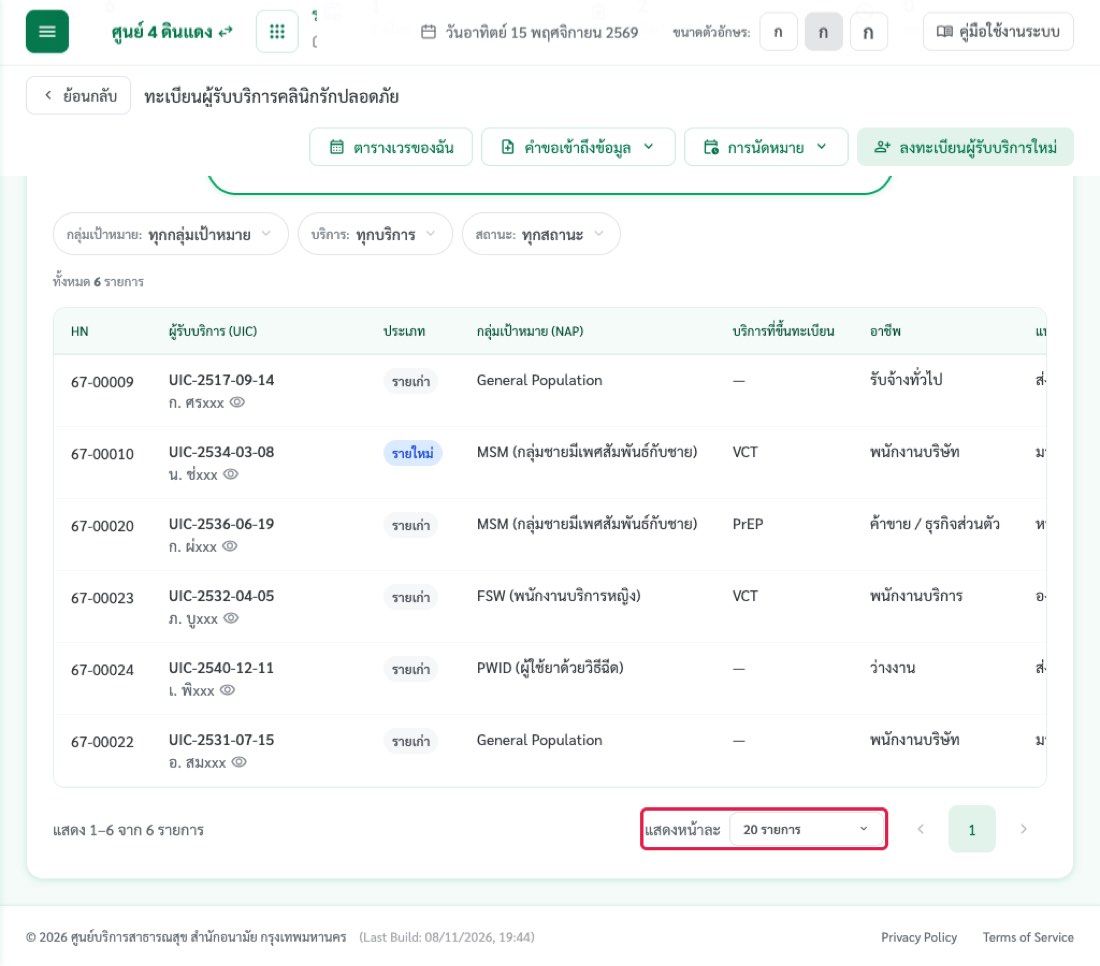 ศูนย์ 4 ดินแดง
วันอาทิตย์ 15 พฤศจิกายน 2569
ขนาดตัวอักษร:
ก
ก
ก
คู่มือใช้งานระบบ
ย้อนกลับ
ทะเบียนผู้รับบริการคลินิกรักปลอดภัย
ตารางเวรของฉัน
คำขอเข้าถึงข้อมูล
การนัดหมาย
ลงทะเบียนผู้รับบริการใหม่
กลุ่มเป้าหมาย: ทุกกลุ่มเป้าหมาย
บริการ: ทุกบริการ
สถานะ: ทุกสถานะ
ทั้งหมด 6 รายการ
HN ผู้รับบริการ (UIC) ประเภท กลุ่มเป้าหมาย (NAP) บริการที่ขึ้นทะเบียน อาชีพ
67-00009 UIC-2517-09-14 รายเก่า General Population — รับจ้างทั่วไป
ก. ศรxxx
67-00010 UIC-2534-03-08 รายใหม่ MSM (กลุ่มชายมีเพศสัมพันธ์กับชาย) VCT พนักงานบริษัท
น. ช่xxx
67-00020 UIC-2536-06-19 รายเก่า MSM (กลุ่มชายมีเพศสัมพันธ์กับชาย) PrEP ค้าขาย / ธุรกิจส่วนตัว
ก. ผ่xxx
67-00023 UIC-2532-04-05 รายเก่า FSW (พนักงานบริการหญิง) VCT พนักงานบริการ
ภ. บูxxx
67-00024 UIC-2540-12-11 รายเก่า PWID (ผู้ใช้ยาด้วยวิธีฉีด) — ว่างงาน
เ. พิxxx
67-00022 UIC-2531-07-15 รายเก่า General Population — พนักงานบริษัท
อ. สมxxx
แสดง 1–6 จาก 6 รายการ
แสดงหน้าละ 20 รายการ
1
© 2026 ศูนย์บริการสาธารณสุข สำนักอนามัย กรุงเทพมหานคร (Last Build: 08/11/2026, 19:44)
Privacy Policy
Terms of Service